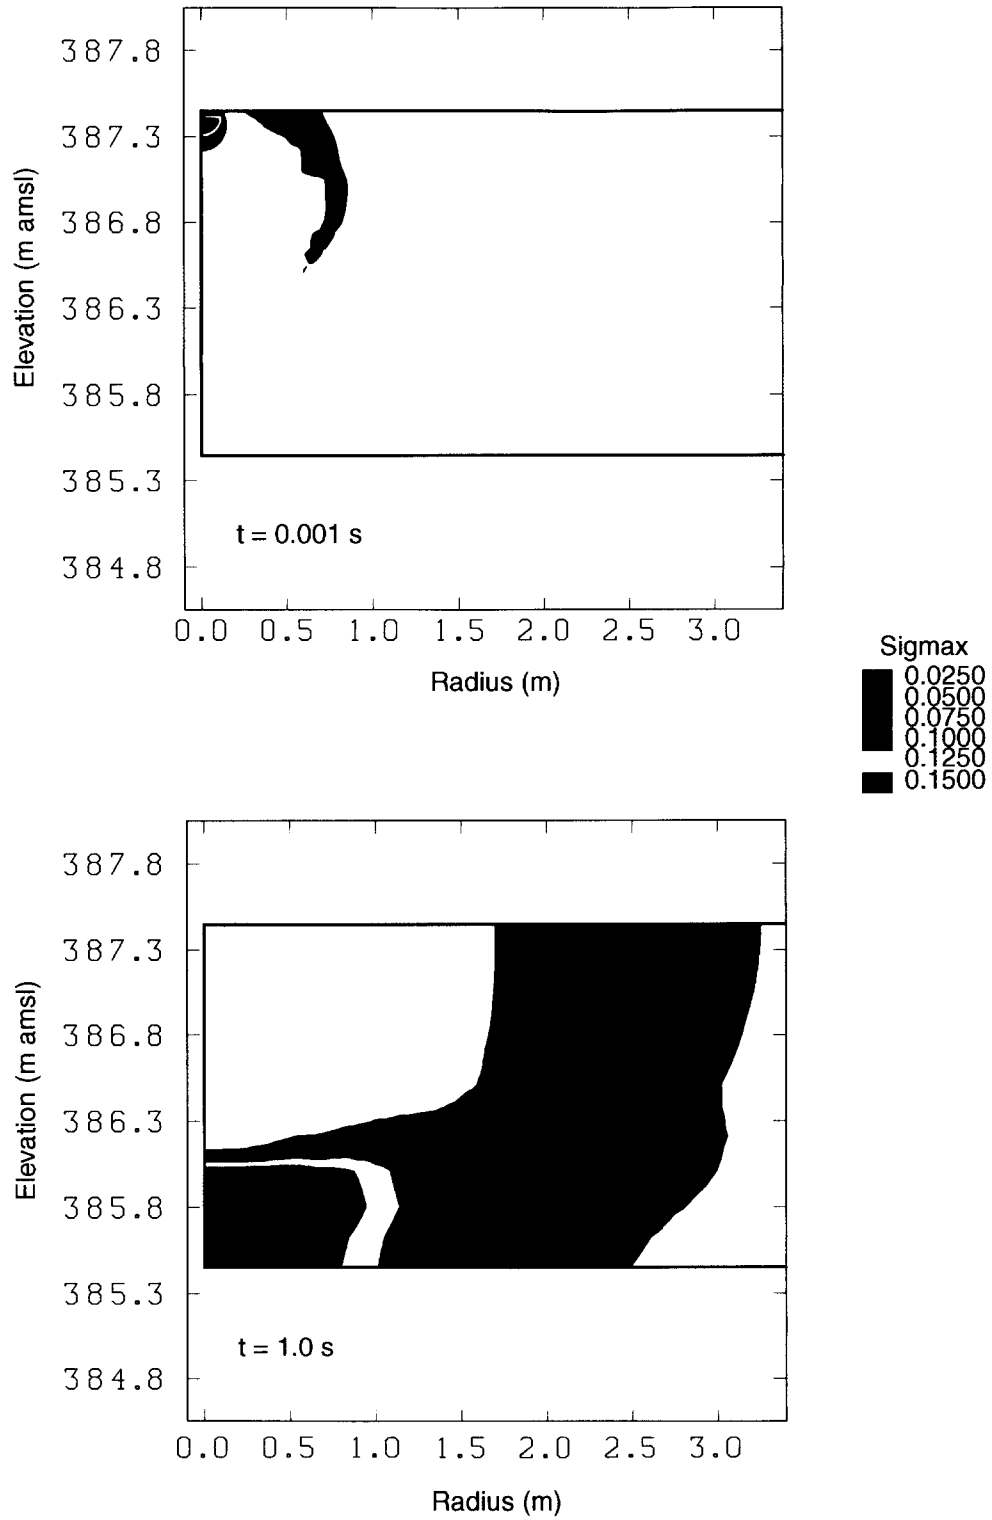 387.8
387.3
386.8
386.3
385.8
385.3
384.8
Elevation (m amsl)
t = 0.001 s
0.0 0.5 1.0 1.5 2.0 2.5 3.0
Radius (m)
Sigmax
0.0250
0.0500
0.0750
0.1000
0.1250
0.1500
387.8
387.3
386.8
386.3
385.8
385.3
384.8
Elevation (m amsl)
t = 1.0 s
0.0 0.5 1.0 1.5 2.0 2.5 3.0
Radius (m)